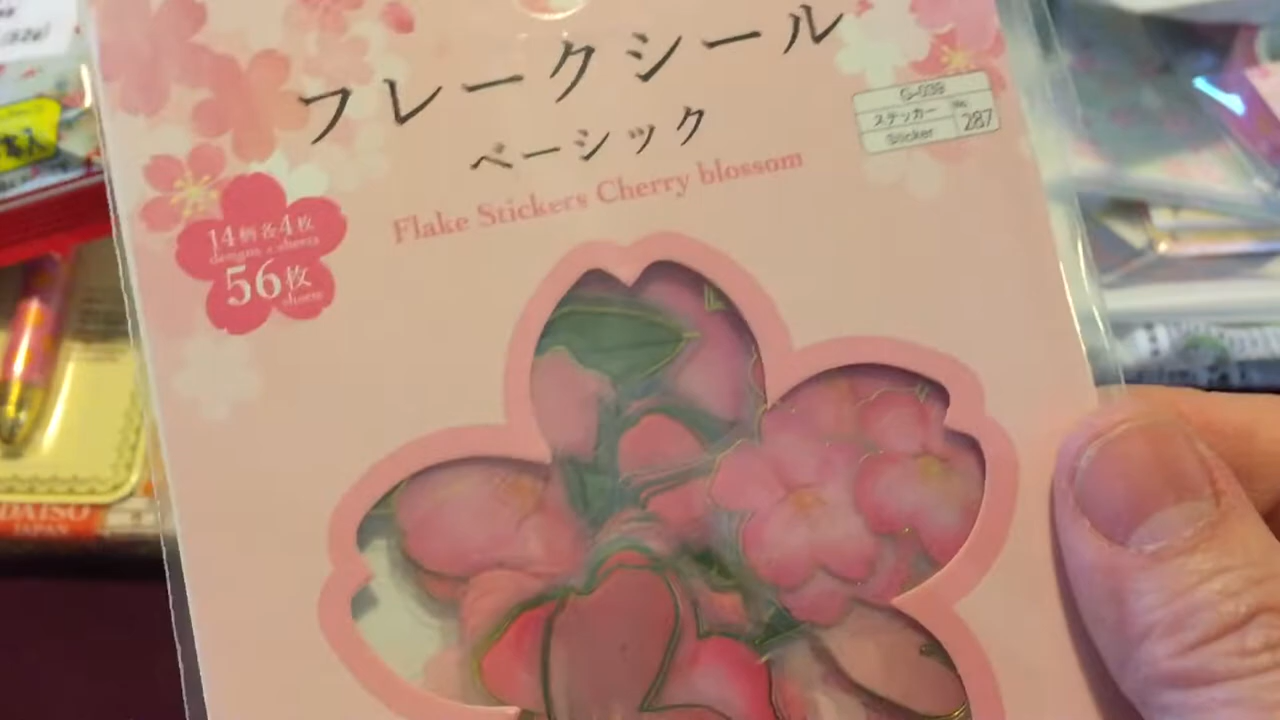 フレークシール
ベーシック
Flake Stickers Cherry blossom
G-039
ステッカー No. 287
Sticker
14柄各4枚
56枚
DAISO
JAPAN